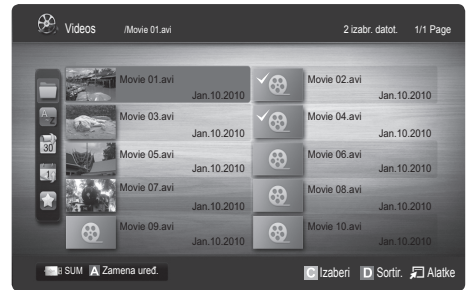 Videos /Movie 01.avi 2 izabr. datot. 1/1 Page
Movie 01.avi Movie 02.avi
Jan.10.2010 Jan.10.2010
Movie 03.avi Movie 04.avi
Jan.10.2010 Jan.10.2010
Movie 05.avi Movie 06.avi
Jan.10.2010 Jan.10.2010
Movie 07.avi Movie 08.avi
Jan.10.2010 Jan.10.2010
Movie 09.avi Movie 10.avi
Jan.10.2010 Jan.10.2010
A
Z
30
1
SUM A Zamena uređ. C Izaberi D Sortir. Alatke